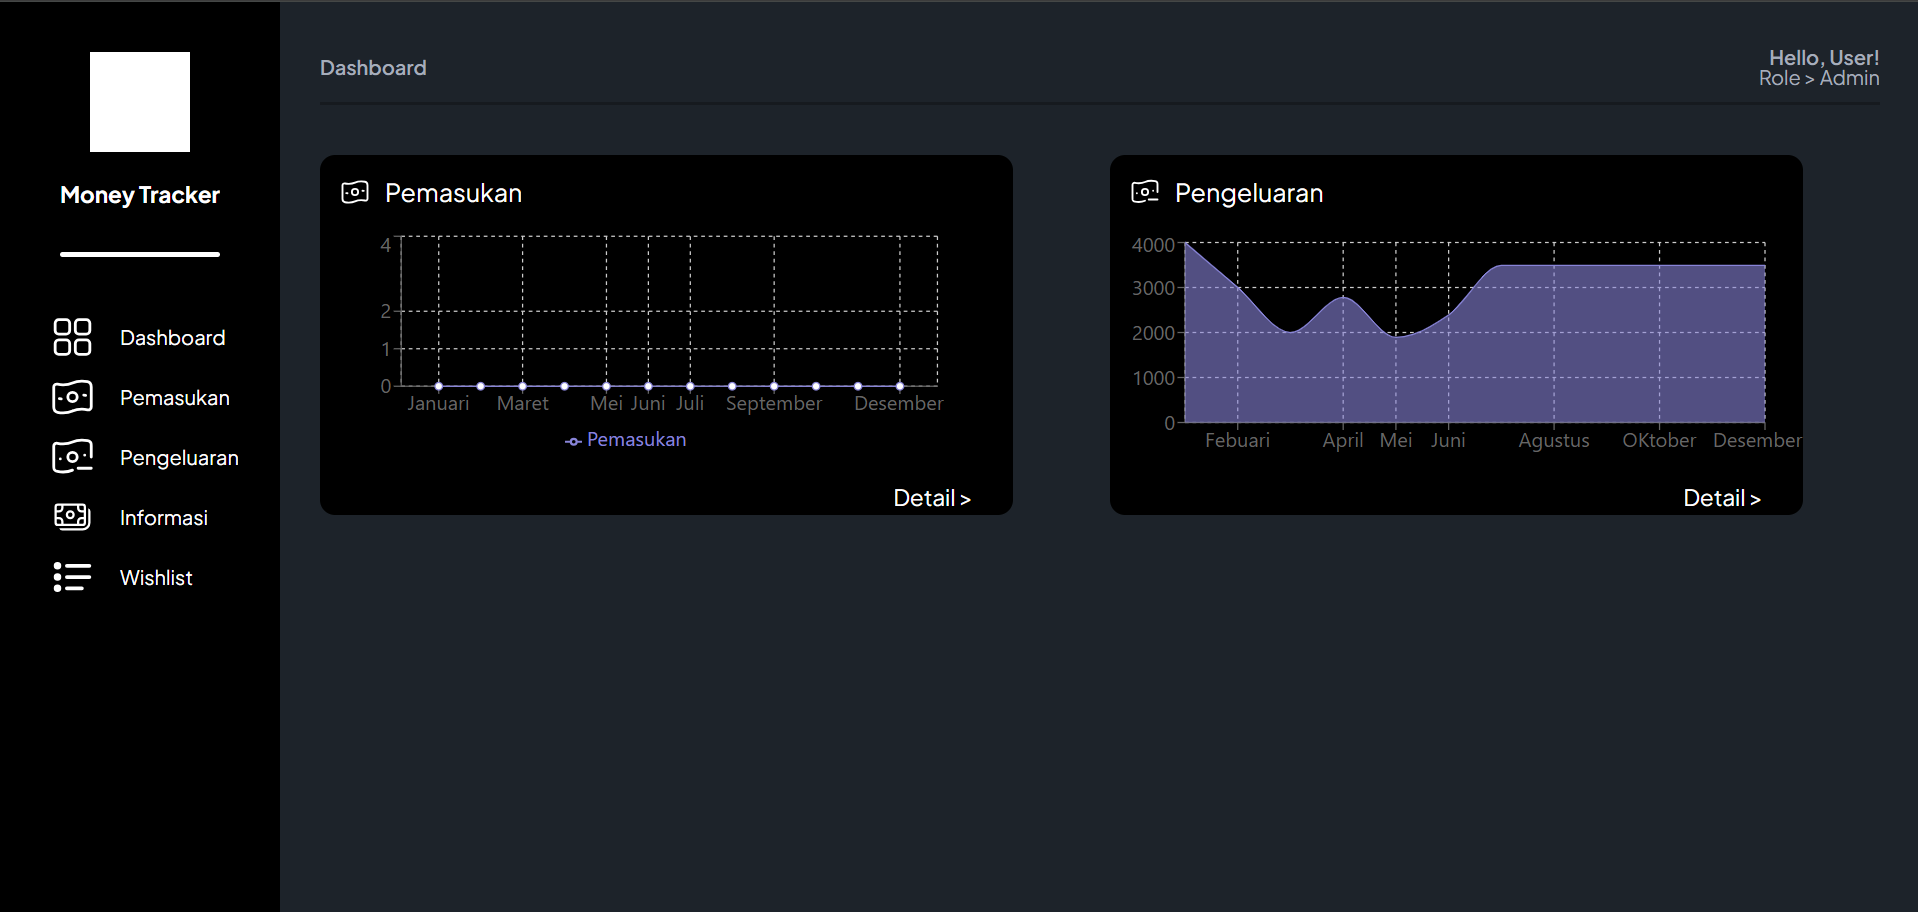 Money Tracker
Dashboard
Pemasukan
Pengeluaran
Informasi
Wishlist
Dashboard
Hello, User!
Role > Admin
Pemasukan
4
2
1
0
Januari Maret Mei Juni Juli September Desember
Pemasukan
Detail >
Pengeluaran
4000
3000
2000
1000
0
Febuari April Mei Juni Agustus OKtober Desember
Detail >